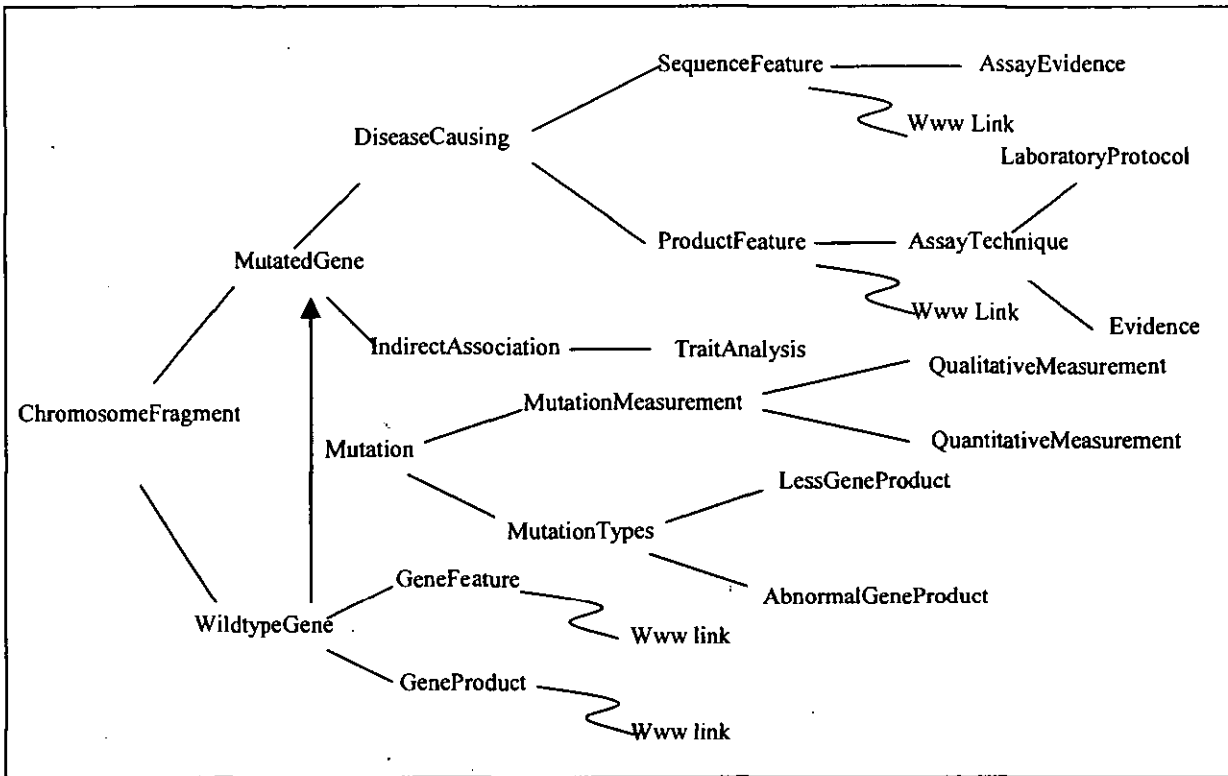 SequenceFeature
AssayEvidence
Www Link
DiseaseCausing
LaboratoryProtocol
ProductFeature
AssayTechnique
MutatedGene
Www Link
Evidence
IndirectAssociation
TraitAnalysis
QualitativeMeasurement
MutationMeasurement
ChromosomeFragment
QuantitativeMeasurement
Mutation
LessGeneProduct
MutationTypes
GeneFeature
AbnormalGeneProduct
WildtypeGene
Www link
GeneProduct
Www link